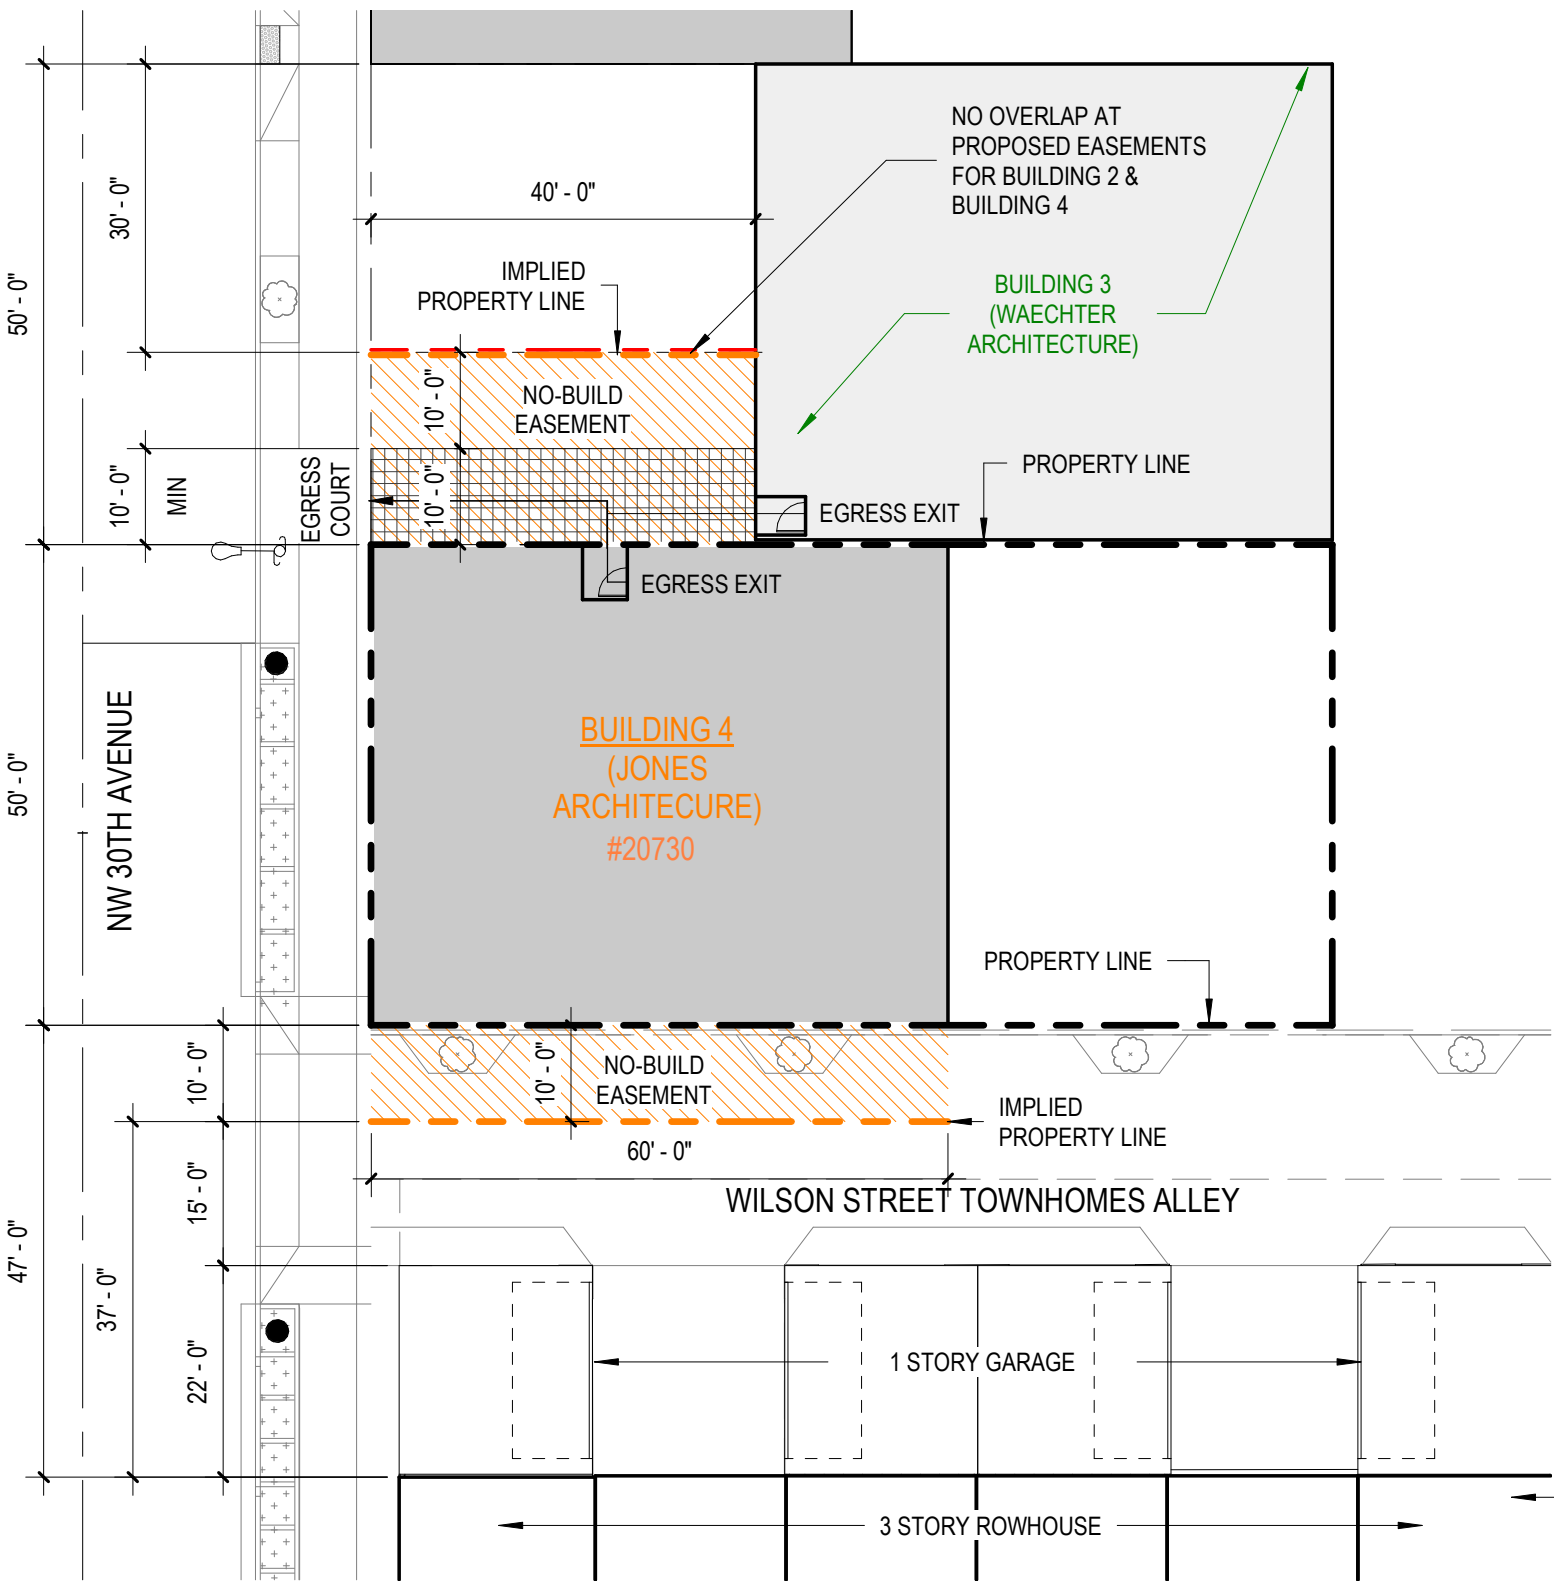 NO OVERLAP AT
PROPOSED EASEMENTS
FOR BUILDING 2 &
BUILDING 4
40' - 0"
30' - 0"
50' - 0"
IMPLIED
PROPERTY LINE
BUILDING 3
(WAECHTER
ARCHITECTURE)
10' - 0"
NO-BUILD
EASEMENT
10' - 0"
MIN
EGRESS
COURT
10' - 0"
PROPERTY LINE
EGRESS EXIT
EGRESS EXIT
NW 30TH AVENUE
50' - 0"
BUILDING 4
(JONES
ARCHITECURE)
#20730
PROPERTY LINE
10' - 0"
10' - 0"
NO-BUILD
EASEMENT
IMPLIED
PROPERTY LINE
60' - 0"
15' - 0"
WILSON STREET TOWNHOMES ALLEY
47' - 0"
37' - 0"
22' - 0"
1 STORY GARAGE
3 STORY ROWHOUSE